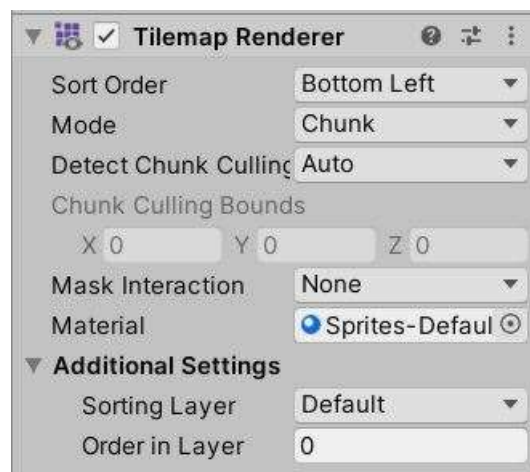 Tilemap Renderer
Sort Order Bottom Left
Mode Chunk
Detect Chunk Culling Auto
Chunk Culling Bounds
X 0 Y 0 Z 0
Mask Interaction None
Material Sprites-Defaul
Additional Settings
Sorting Layer Default
Order in Layer 0